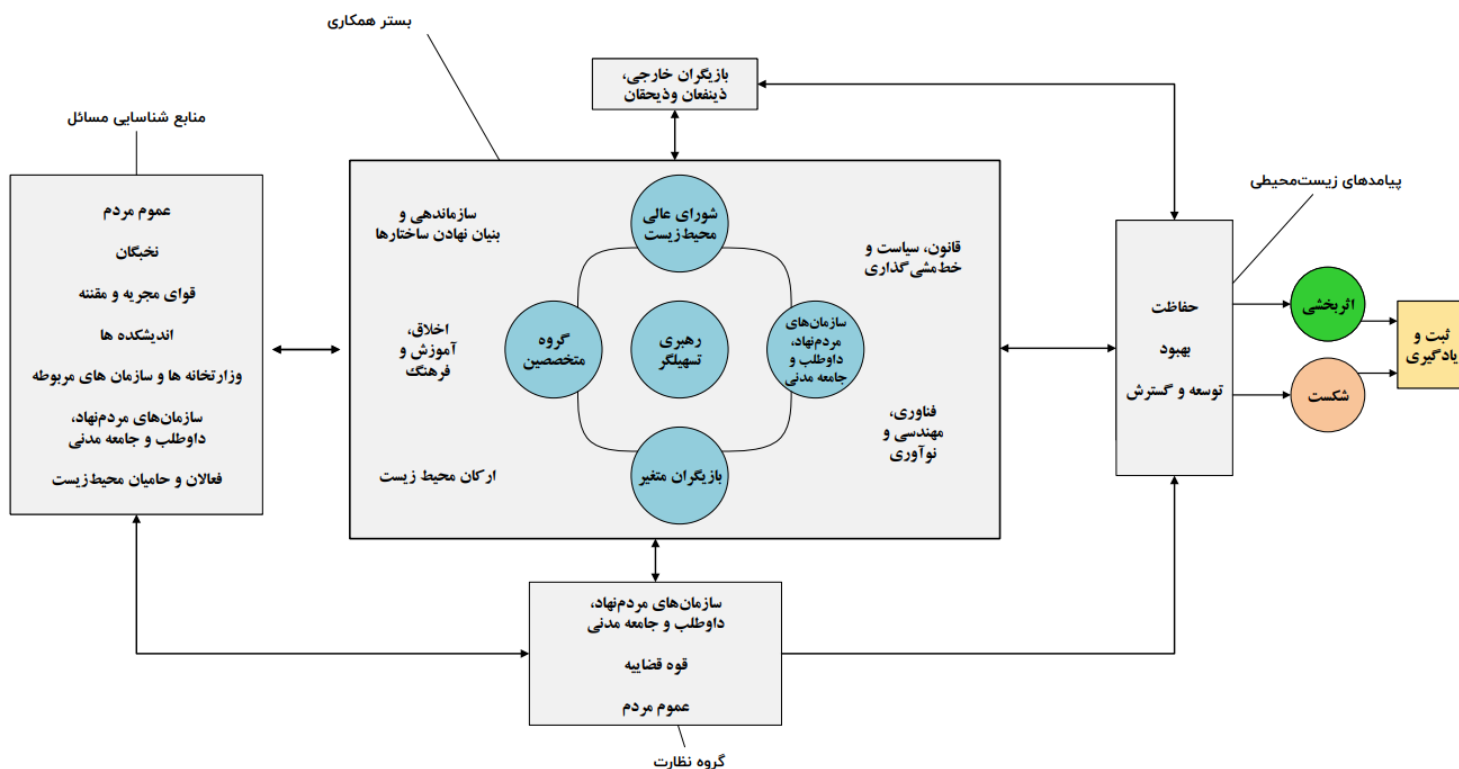 بستر همکاری
بازیگران خارجی،
ذینفعان وذیحقان
منابع شناسایی مسائل
عموم مردم
نخبگان
قوای مجریه و مقننه
اندیشکده ها
وزارتخانه ها و سازمان های مربوطه
سازمان‌های مردم‌نهاد،
داوطلب و جامعه مدنی
فعالان و حامیان محیط‌زیست
سازماندهی و
بنیان نهادن ساختارها
اخلاق،
آموزش و
فرهنگ
ارکان محیط زیست
شورای عالی
محیط‌زیست
گروه
متخصصین
رهبری
تسهیلگر
سازمان‌های
مردم‌نهاد،
داوطلب و
جامعه مدنی
بازیگران متغیر
قانون، سیاست و
خط‌مشی‌گذاری
فناوری،
مهندسی و
نوآوری
پیامدهای زیست‌محیطی
حفاظت
بهبود
توسعه و گسترش
اثربخشی
شکست
ثبت و
یادگیری
سازمان‌های مردم‌نهاد،
داوطلب و جامعه مدنی
قوه قضاییه
عموم مردم
گروه نظارت